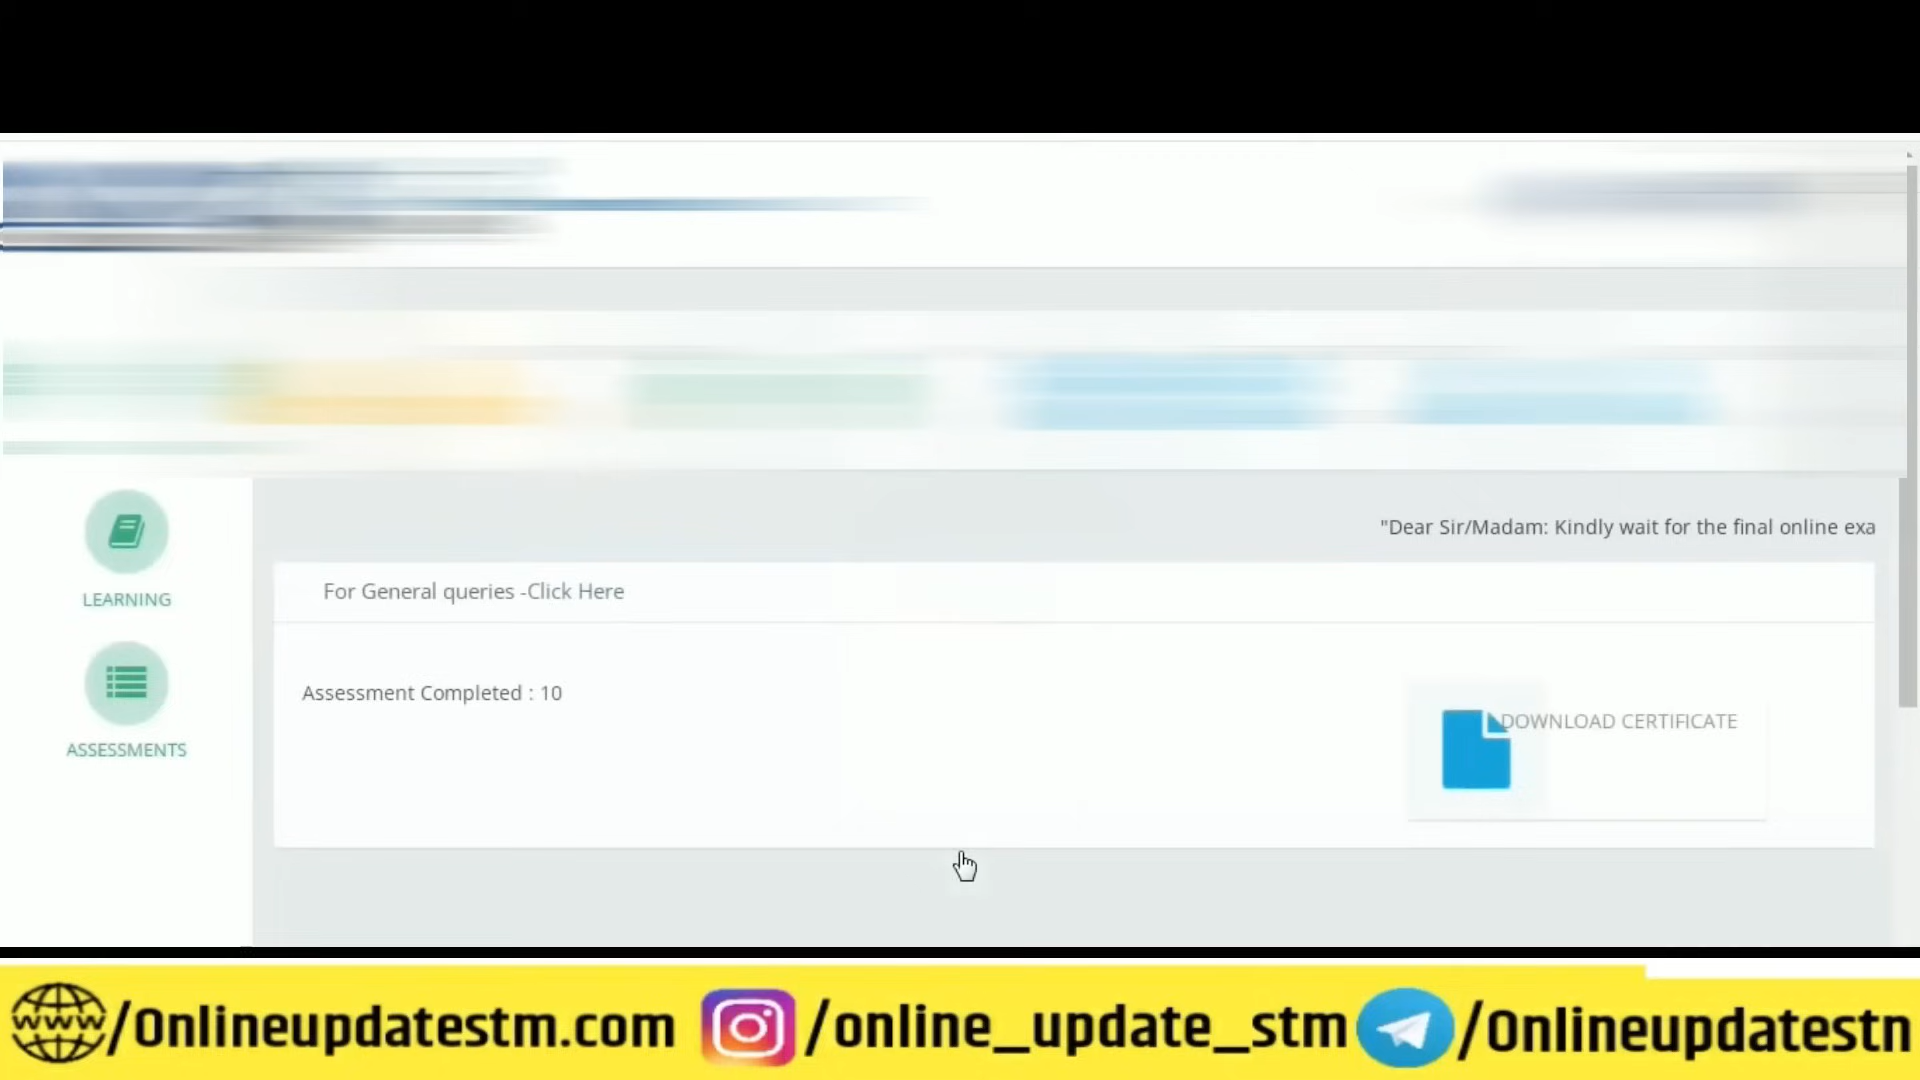 "Dear Sir/Madam: Kindly wait for the final online exa
LEARNING
For General queries -Click Here
Assessment Completed : 10
DOWNLOAD CERTIFICATE
ASSESSMENTS
www/Onlineupdatestm.com /online_update_stm /Onlineupdatestn